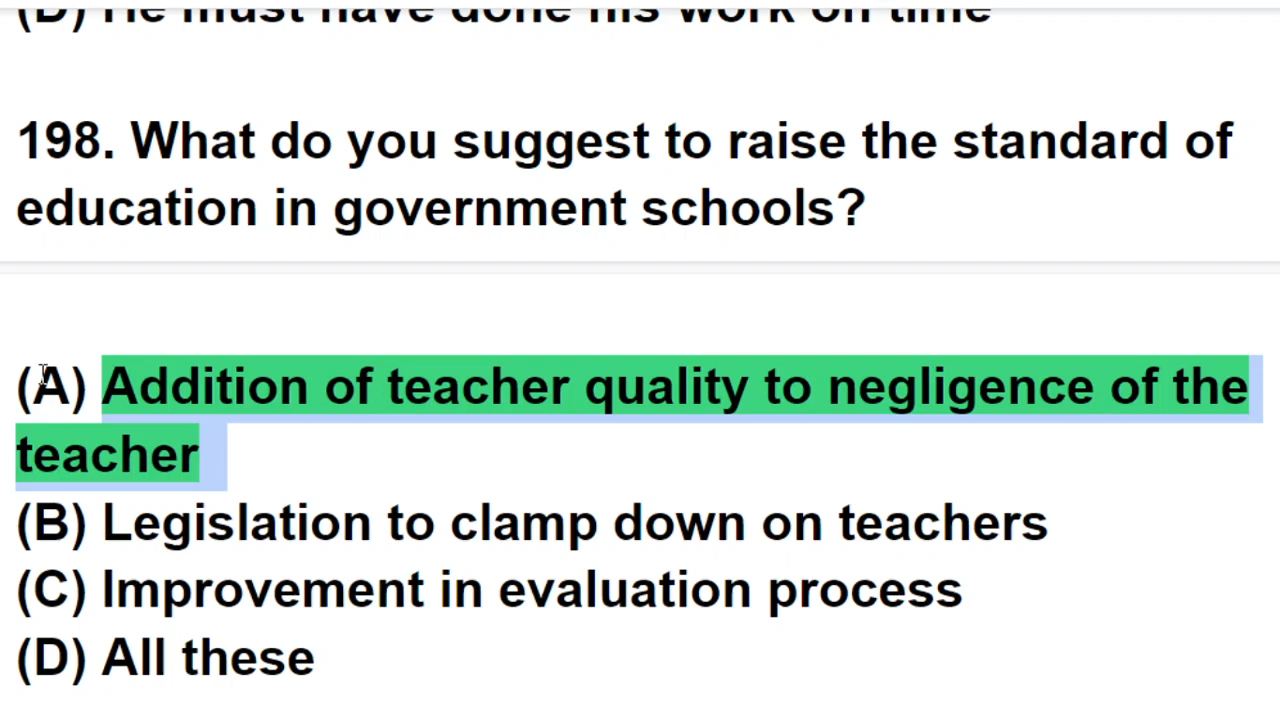 (D) He must have done his work on time
198. What do you suggest to raise the standard of
education in government schools?
(A) Addition of teacher quality to negligence of the
teacher
(B) Legislation to clamp down on teachers
(C) Improvement in evaluation process
(D) All these